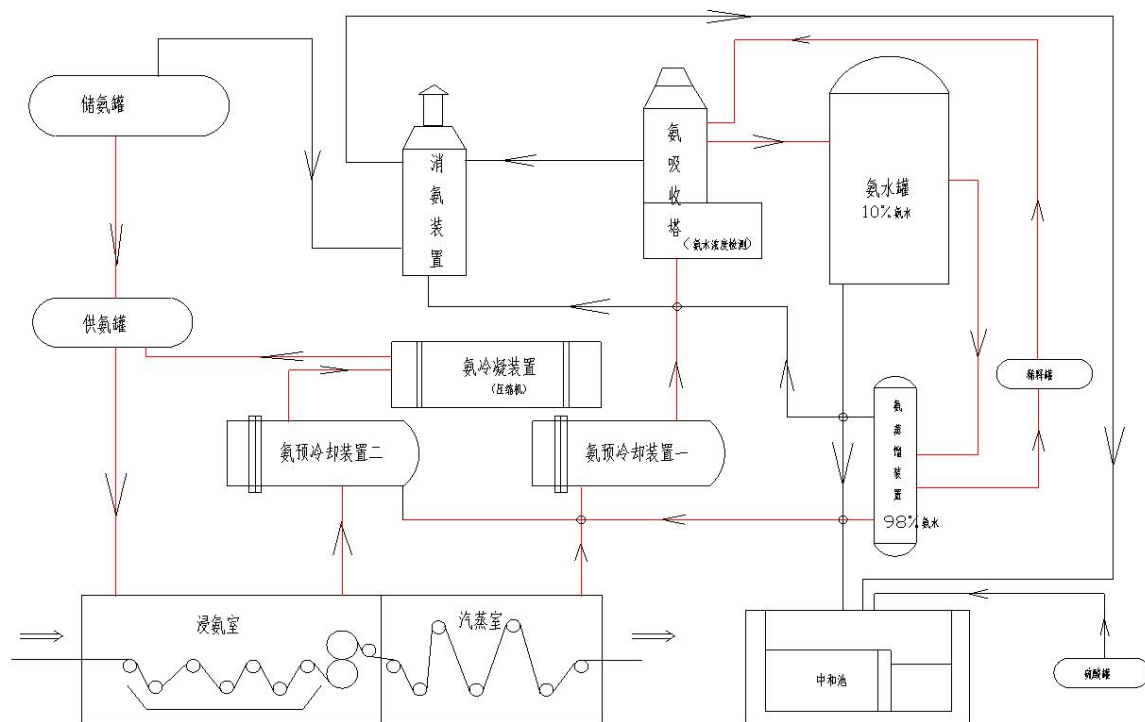 储氨罐
消
氨
装
置
氨
吸
收
塔
(氨水浓度检测)
氨水罐
10%氨水
供氨罐
氨冷凝装置
(压缩机)
稀释罐
氨预冷却装置二
氨预冷却装置一
氨
蒸
馏
装
置
98%氨水
浸氨室
汽蒸室
中和池
硫酸罐